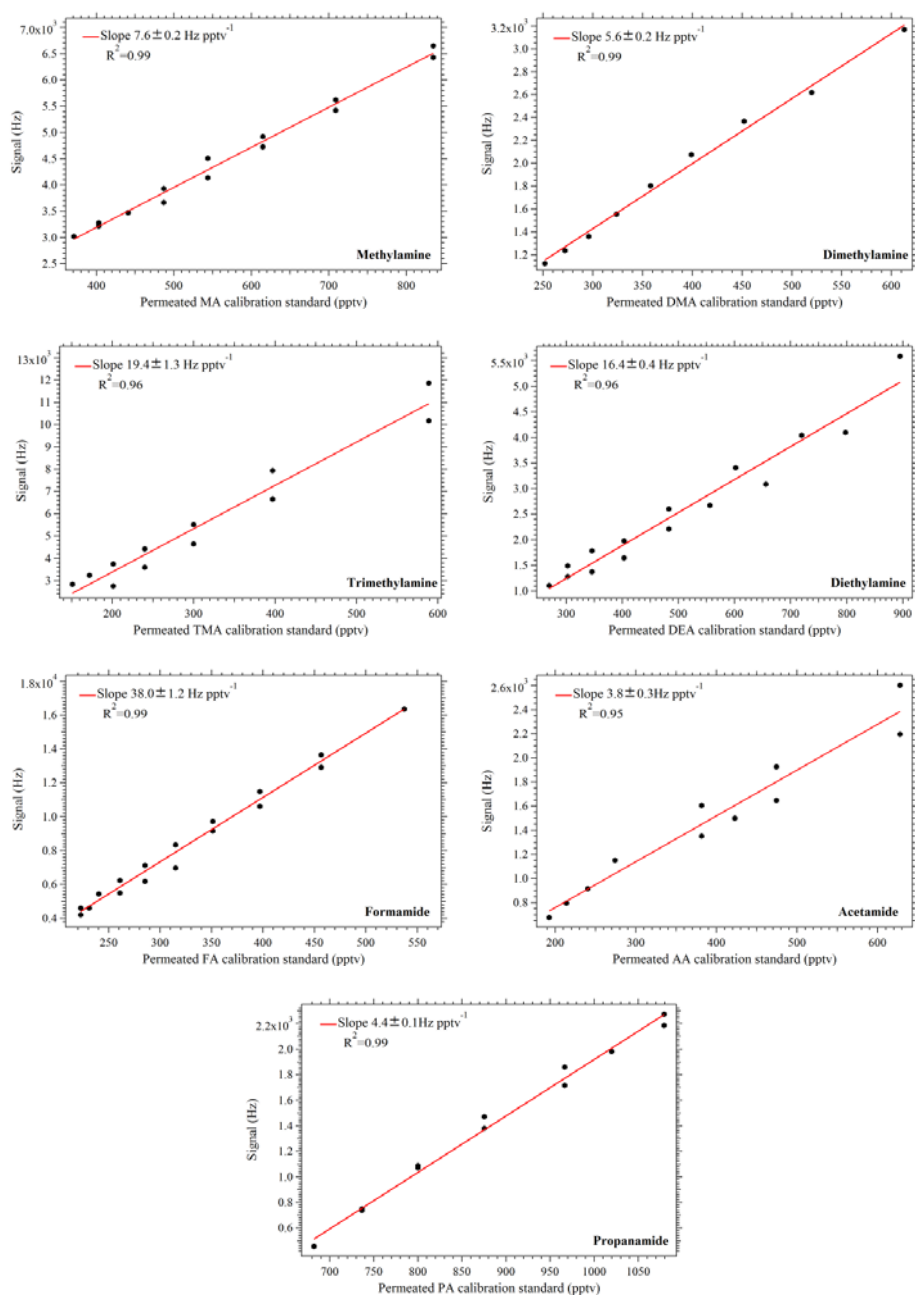 7.0x10³
Slope 7.6±0.2 Hz pptv⁻¹
R²=0.99
6.5
6.0
5.5
5.0
4.5
4.0
3.5
3.0
2.5
Signal (Hz)
Methylamine
400 500 600 700 800
Permeated MA calibration standard (pptv)
3.2x10³
Slope 5.6±0.2 Hz pptv⁻¹
R²=0.99
2.8
2.4
2.0
1.6
1.2
Signal (Hz)
Dimethylamine
250 300 350 400 450 500 550 600
Permeated DMA calibration standard (pptv)
13x10³
Slope 19.4±1.3 Hz pptv⁻¹
R²=0.96
12
11
10
9
8
7
6
5
4
3
Signal (Hz)
Trimethylamine
200 300 400 500 600
Permeated TMA calibration standard (pptv)
5.5x10³
Slope 16.4±0.4 Hz pptv⁻¹
R²=0.96
5.0
4.5
4.0
3.5
3.0
2.5
2.0
1.5
1.0
Signal (Hz)
Diethylamine
300 400 500 600 700 800 900
Permeated DEA calibration standard (pptv)
1.8x10⁴
Slope 38.0±1.2 Hz pptv⁻¹
R²=0.99
1.6
1.4
1.2
1.0
0.8
0.6
0.4
Signal (Hz)
Formamide
250 300 350 400 450 500 550
Permeated FA calibration standard (pptv)
2.6x10³
Slope 3.8±0.3Hz pptv⁻¹
R²=0.95
2.4
2.2
2.0
1.8
1.6
1.4
1.2
1.0
0.8
Signal (Hz)
Acetamide
200 300 400 500 600
Permeated AA calibration standard (pptv)
2.2x10³
Slope 4.4±0.1Hz pptv⁻¹
R²=0.99
2.0
1.8
1.6
1.4
1.2
1.0
0.8
0.6
Signal (Hz)
Propanamide
700 750 800 850 900 950 1000 1050
Permeated PA calibration standard (pptv)